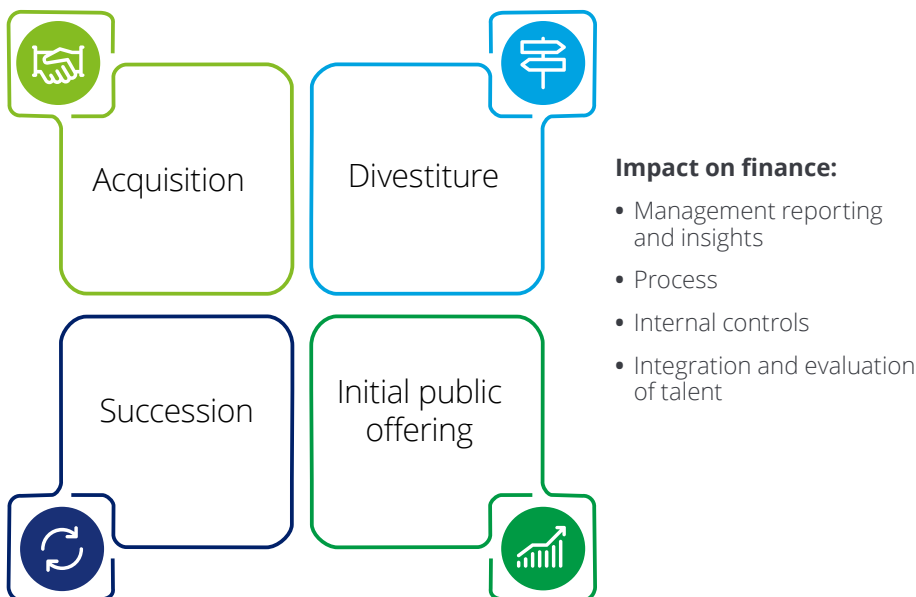 Acquisition
Divestiture
Succession
Initial public
offering
Impact on finance:
• Management reporting
and insights
• Process
• Internal controls
• Integration and evaluation
of talent